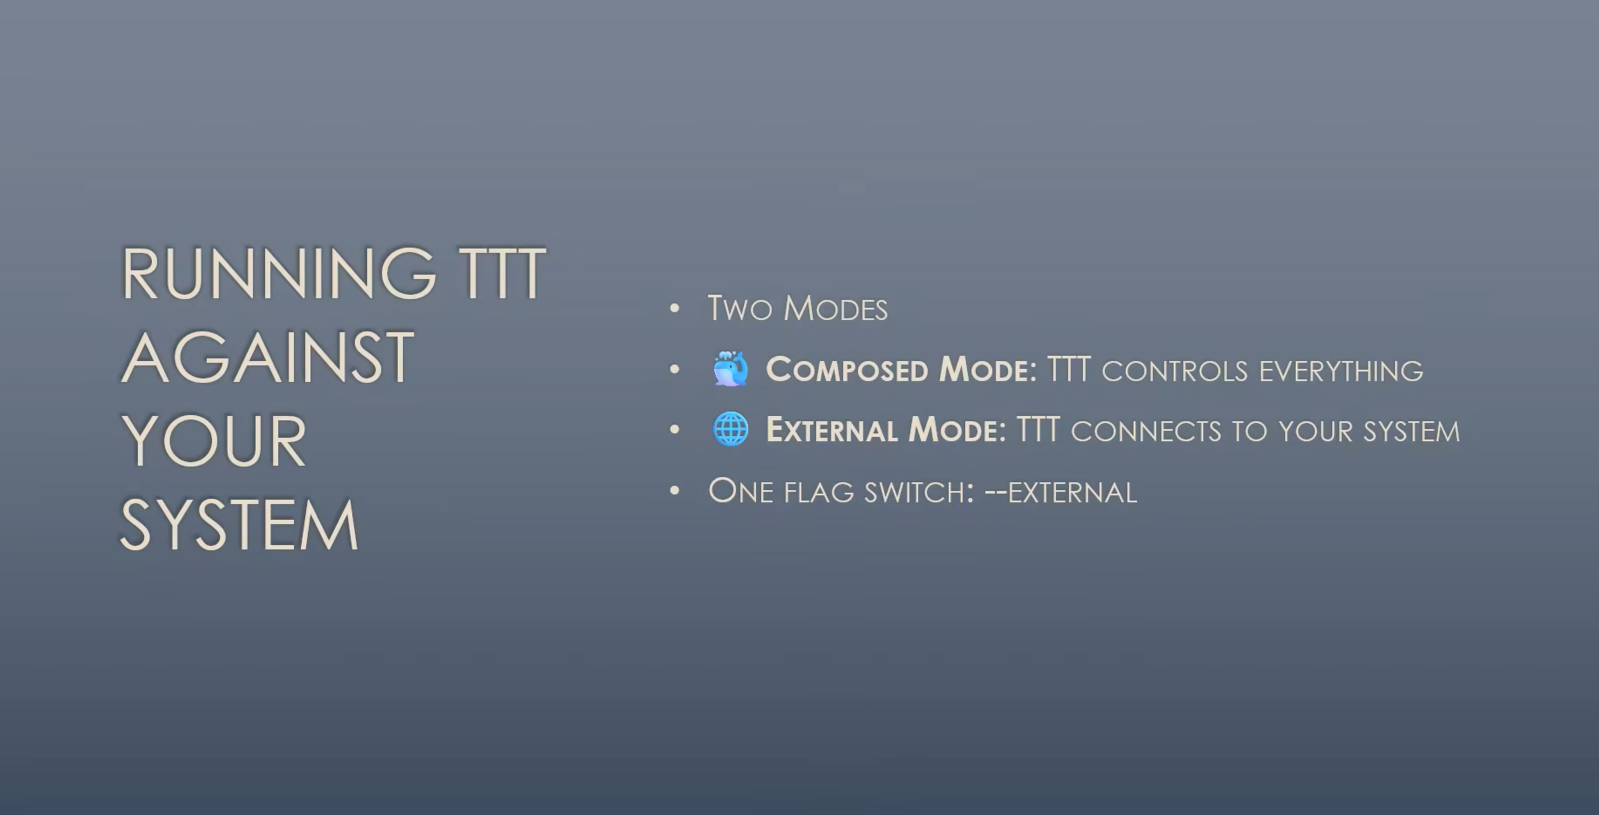 RUNNING TTT
AGAINST
YOUR
SYSTEM
• Two Modes
• 🐳 Composed Mode: TTT controls everything
• 🌐 External Mode: TTT connects to your system
• One flag switch: --external